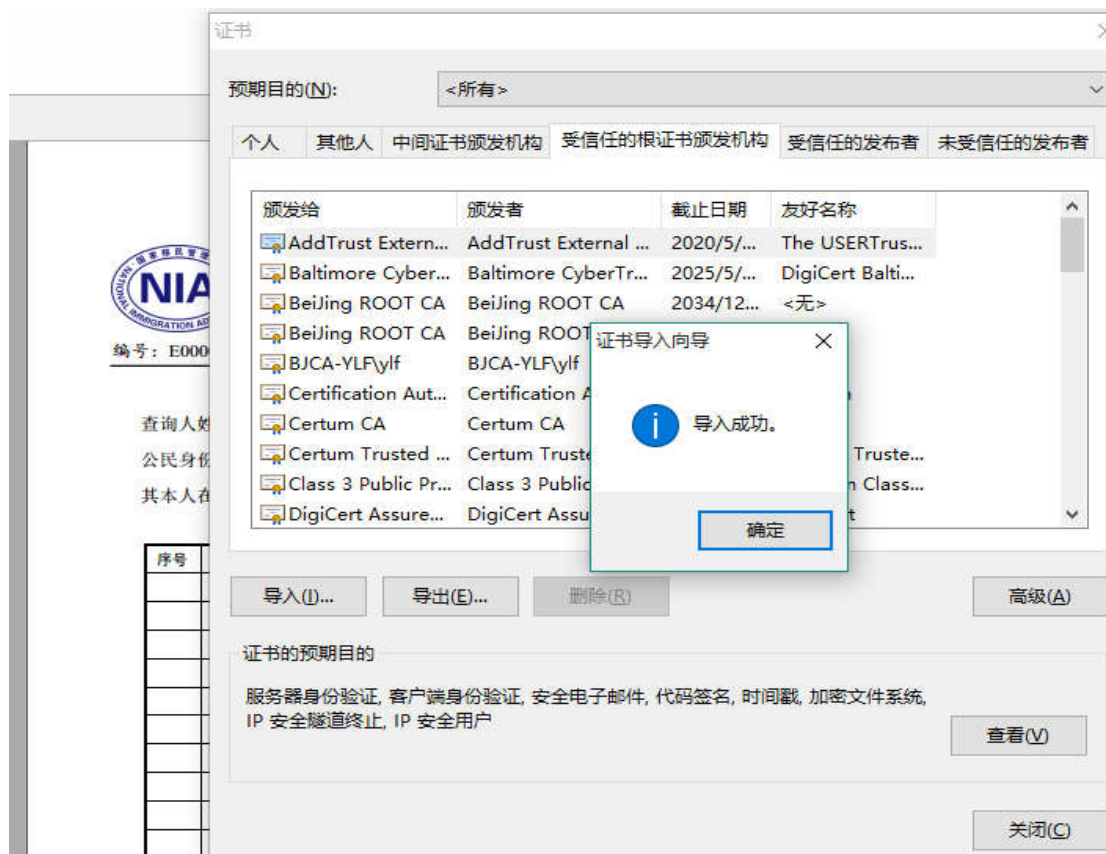 证书
预期目的(N):
<所有>
个人 其他人 中间证书颁发机构 受信任的根证书颁发机构 受信任的发布者 未受信任的发布者
颁发给 颁发者 截止日期 友好名称
AddTrust Extern... AddTrust External ... 2020/5/... The USERTrus...
Baltimore Cyber... Baltimore CyberTr... 2025/5/... DigiCert Balti...
BeiJing ROOT CA BeiJing ROOT CA 2034/12... <无>
BeiJing ROOT CA BeiJing ROOT
BJCA-YLF\ylf BJCA-YLF\ylf
Certification Aut... Certification A
Certum CA Certum CA
Certum Trusted ... Certum Truste Truste...
Class 3 Public Pr... Class 3 Public Class...
DigiCert Assure... DigiCert Assu
证书导入向导
导入成功。
确定
导入(I)... 导出(E)... 删除(R) 高级(A)
证书的预期目的
服务器身份验证, 客户端身份验证, 安全电子邮件, 代码签名, 时间戳, 加密文件系统,
IP 安全隧道终止, IP 安全用户
查看(V)
关闭(C)
国家移民管
NIA
NATIONAL IMMIGRATION
编号: E000
查询人姓
公民身份
其本人在
序号